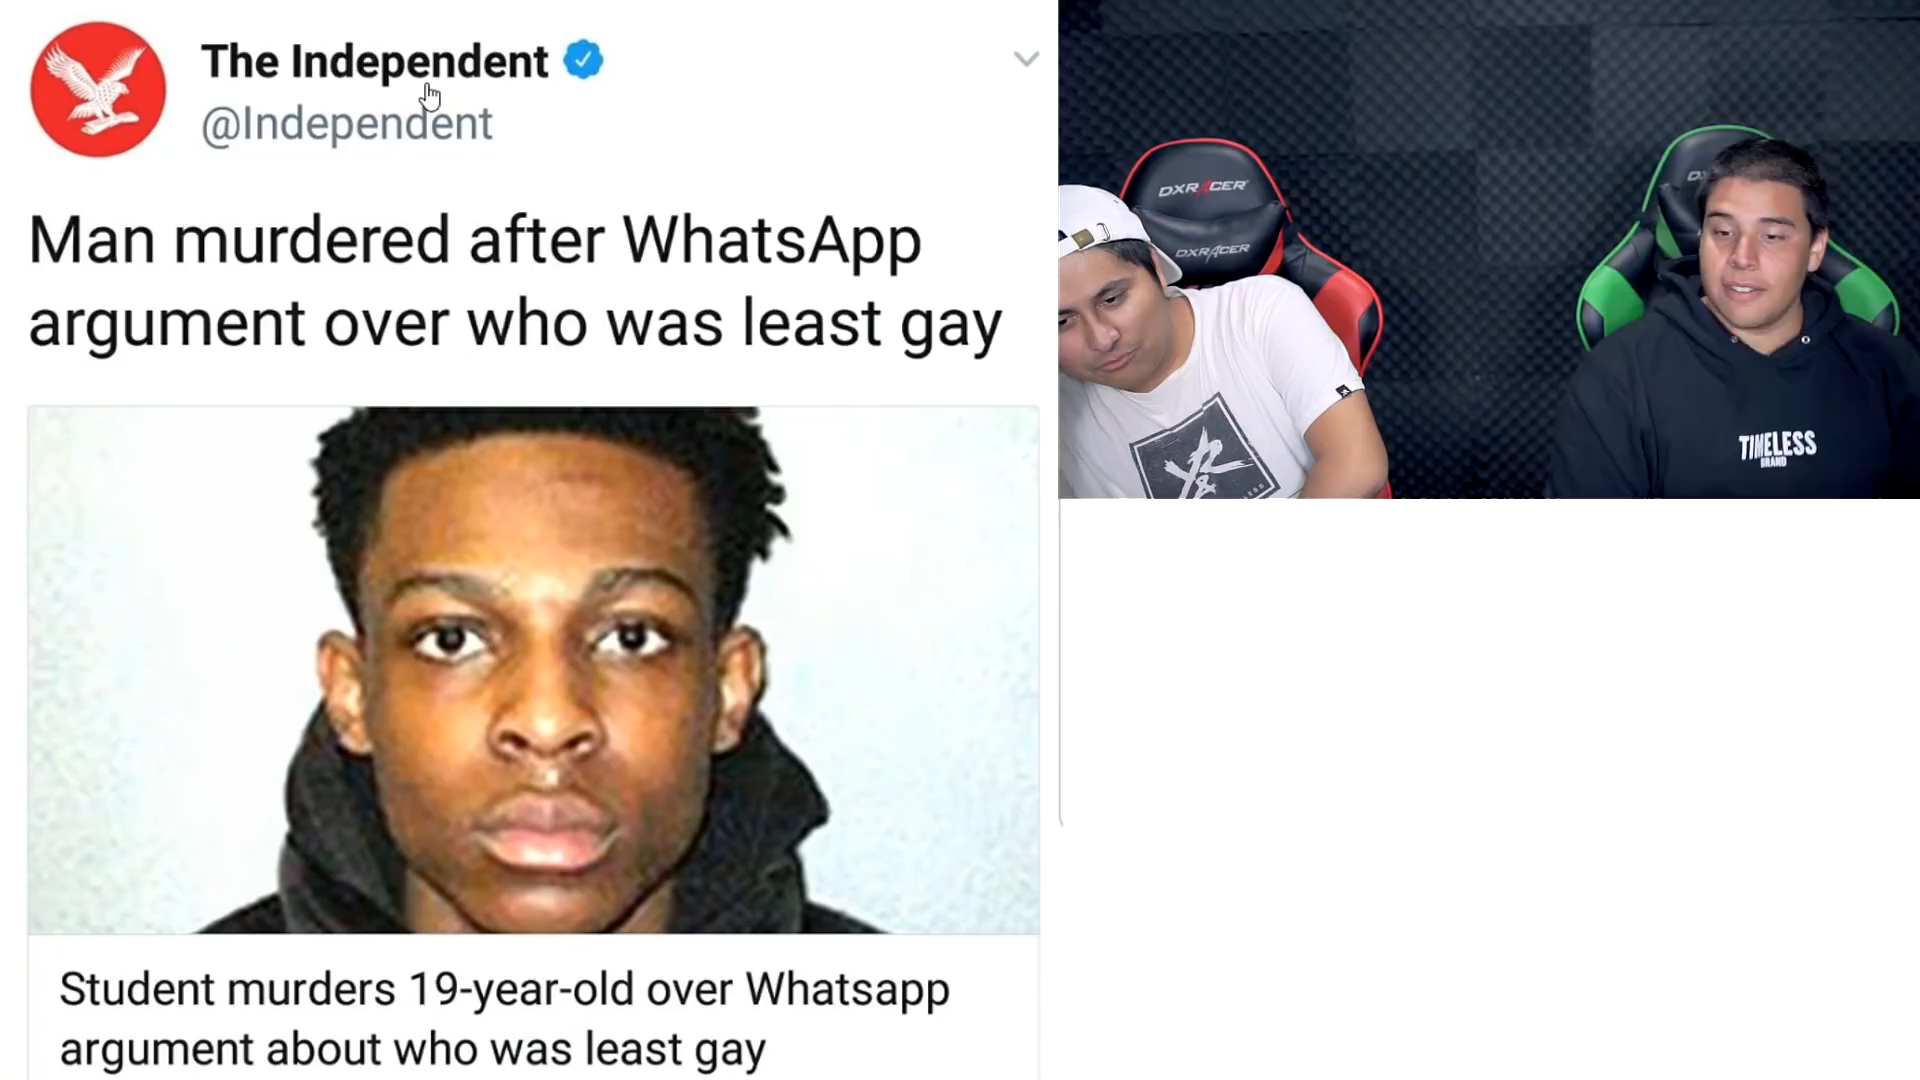 The Independent
@Independent
Man murdered after WhatsApp
argument over who was least gay
Student murders 19-year-old over Whatsapp
argument about who was least gay
DXRACER
DXRACER
TIMELESS
BRAND